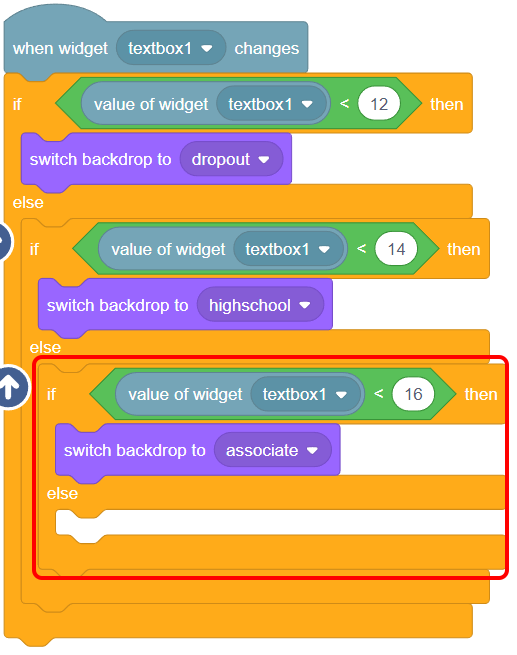 when widget textbox1 changes
if value of widget textbox1 < 12 then
switch backdrop to dropout
else
if value of widget textbox1 < 14 then
switch backdrop to highschool
else
if value of widget textbox1 < 16 then
switch backdrop to associate
else